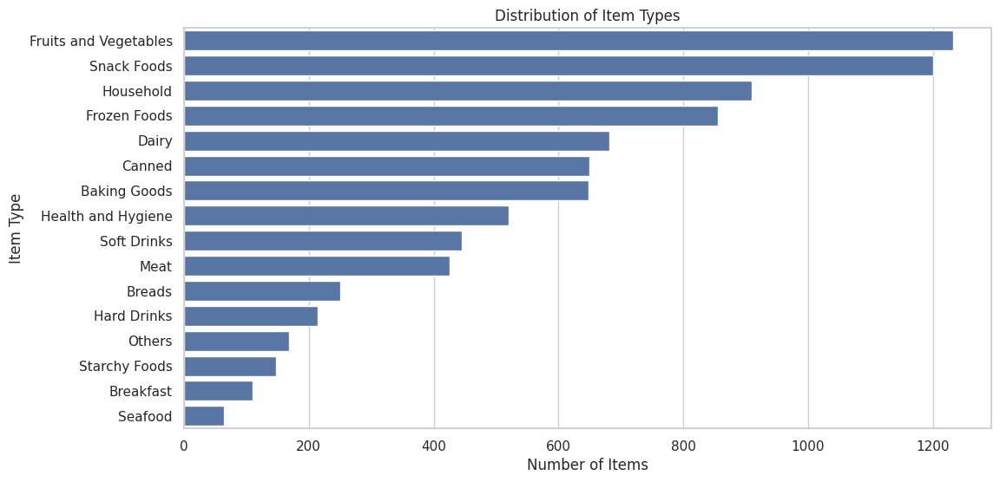 Distribution of Item Types
Item Type
Fruits and Vegetables
Snack Foods
Household
Frozen Foods
Dairy
Canned
Baking Goods
Health and Hygiene
Soft Drinks
Meat
Breads
Hard Drinks
Others
Starchy Foods
Breakfast
Seafood
0 200 400 600 800 1000 1200
Number of Items